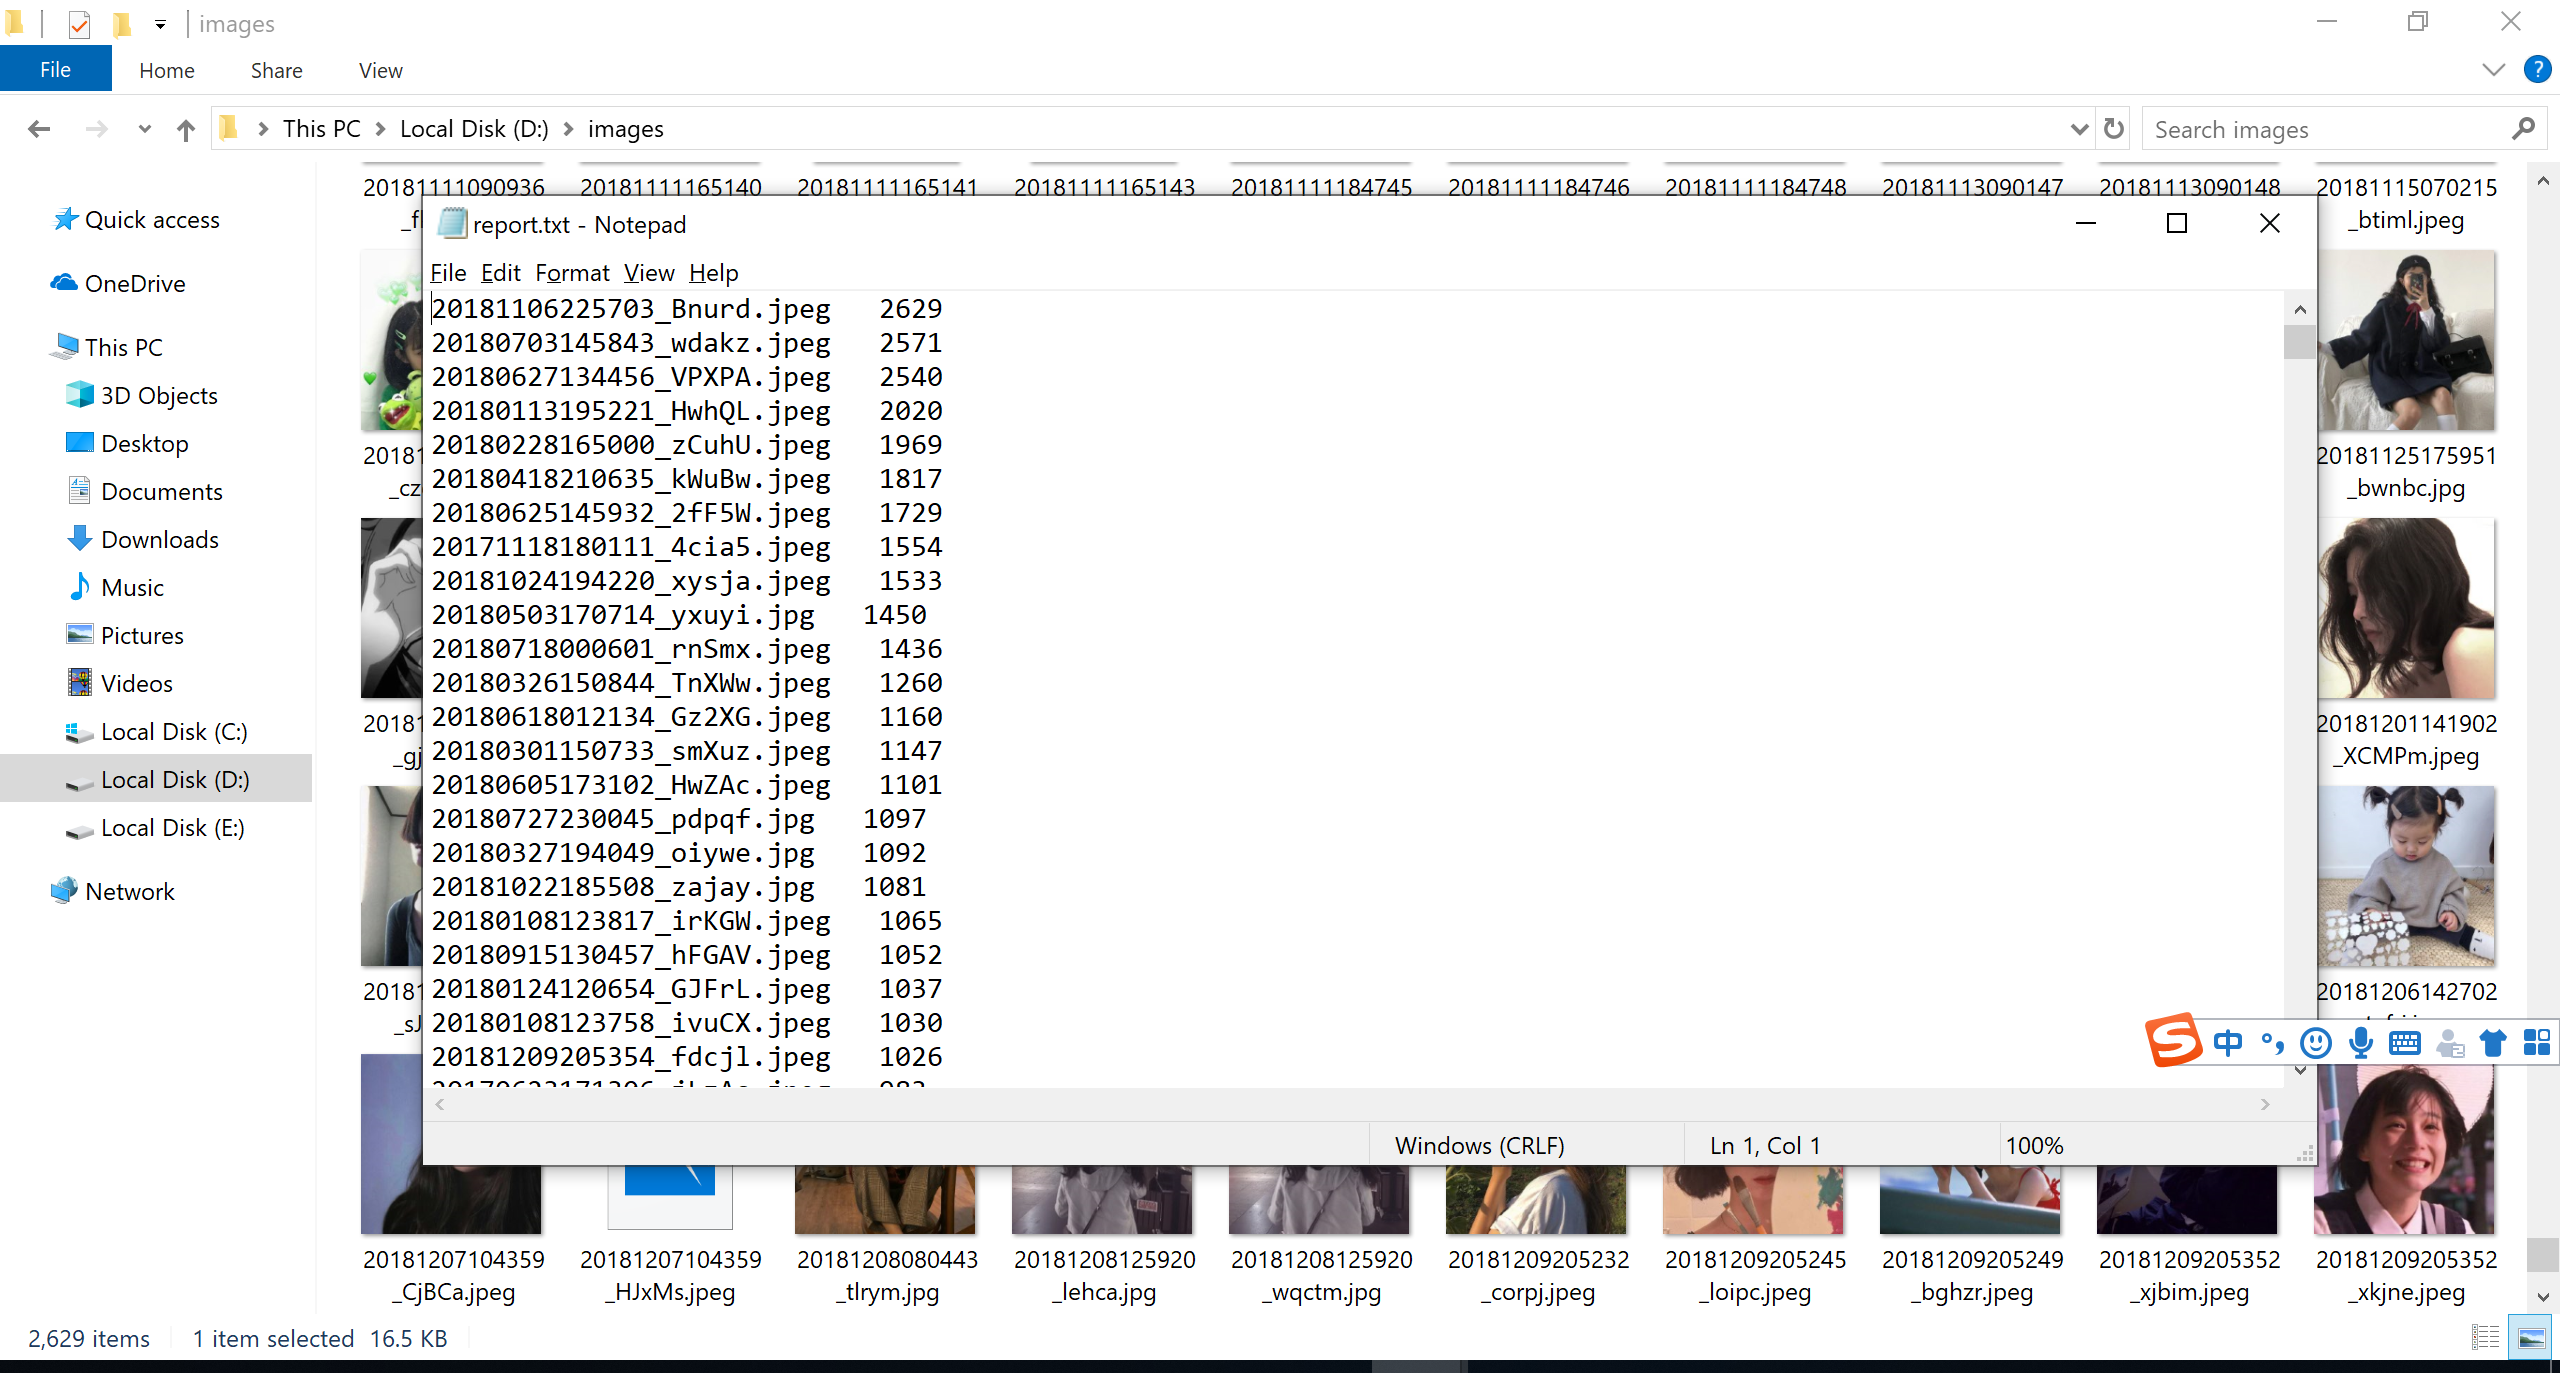 images
File Home Share View
This PC Local Disk (D:) images
Search images
Quick access
OneDrive
This PC
3D Objects
Desktop
Documents
Downloads
Music
Pictures
Videos
Local Disk (C:)
Local Disk (D:)
Local Disk (E:)
Network
20181111090936 20181111165140 20181111165141 20181111165143 20181111184745 20181111184746 20181111184748 20181113090147 20181113090148 20181115070215
_btiml.jpeg
report.txt - Notepad
File Edit Format View Help
20181106225703_Bnurd.jpeg 2629
20180703145843_wdakz.jpeg 2571
20180627134456_VPXPA.jpeg 2540
20180113195221_HwhQL.jpeg 2020
20180228165000_zCuhU.jpeg 1969
20180418210635_kWuBw.jpeg 1817
20180625145932_2fF5W.jpeg 1729
20171118180111_4cia5.jpeg 1554
20181024194220_xysja.jpeg 1533
20180503170714_yxuyi.jpg 1450
20180718000601_rnSmx.jpeg 1436
20180326150844_TnXWw.jpeg 1260
20180618012134_Gz2XG.jpeg 1160
20180301150733_smXuz.jpeg 1147
20180605173102_HwZAc.jpeg 1101
20180727230045_pdpqf.jpg 1097
20180327194049_oiywe.jpg 1092
20181022185508_zajay.jpg 1081
20180108123817_irKGW.jpeg 1065
20180915130457_hFGAV.jpeg 1052
20180124120654_GJFrL.jpeg 1037
20180108123758_ivuCX.jpeg 1030
20181209205354_fdcjl.jpeg 1026
Windows (CRLF) Ln 1, Col 1 100%
20181125175951
_bwnbc.jpg
20181201141902
_XCMPm.jpeg
20181206142702
中
20181207104359 20181207104359 20181208080443 20181208125920 20181208125920 20181209205232 20181209205245 20181209205249 20181209205352 20181209205352
_CjBCa.jpeg _HJxMs.jpeg _tlrym.jpg _lehca.jpg _wqctm.jpg _corpj.jpeg _loipc.jpeg _bghzr.jpeg _xjbim.jpeg _xkjne.jpeg
2,629 items 1 item selected 16.5 KB